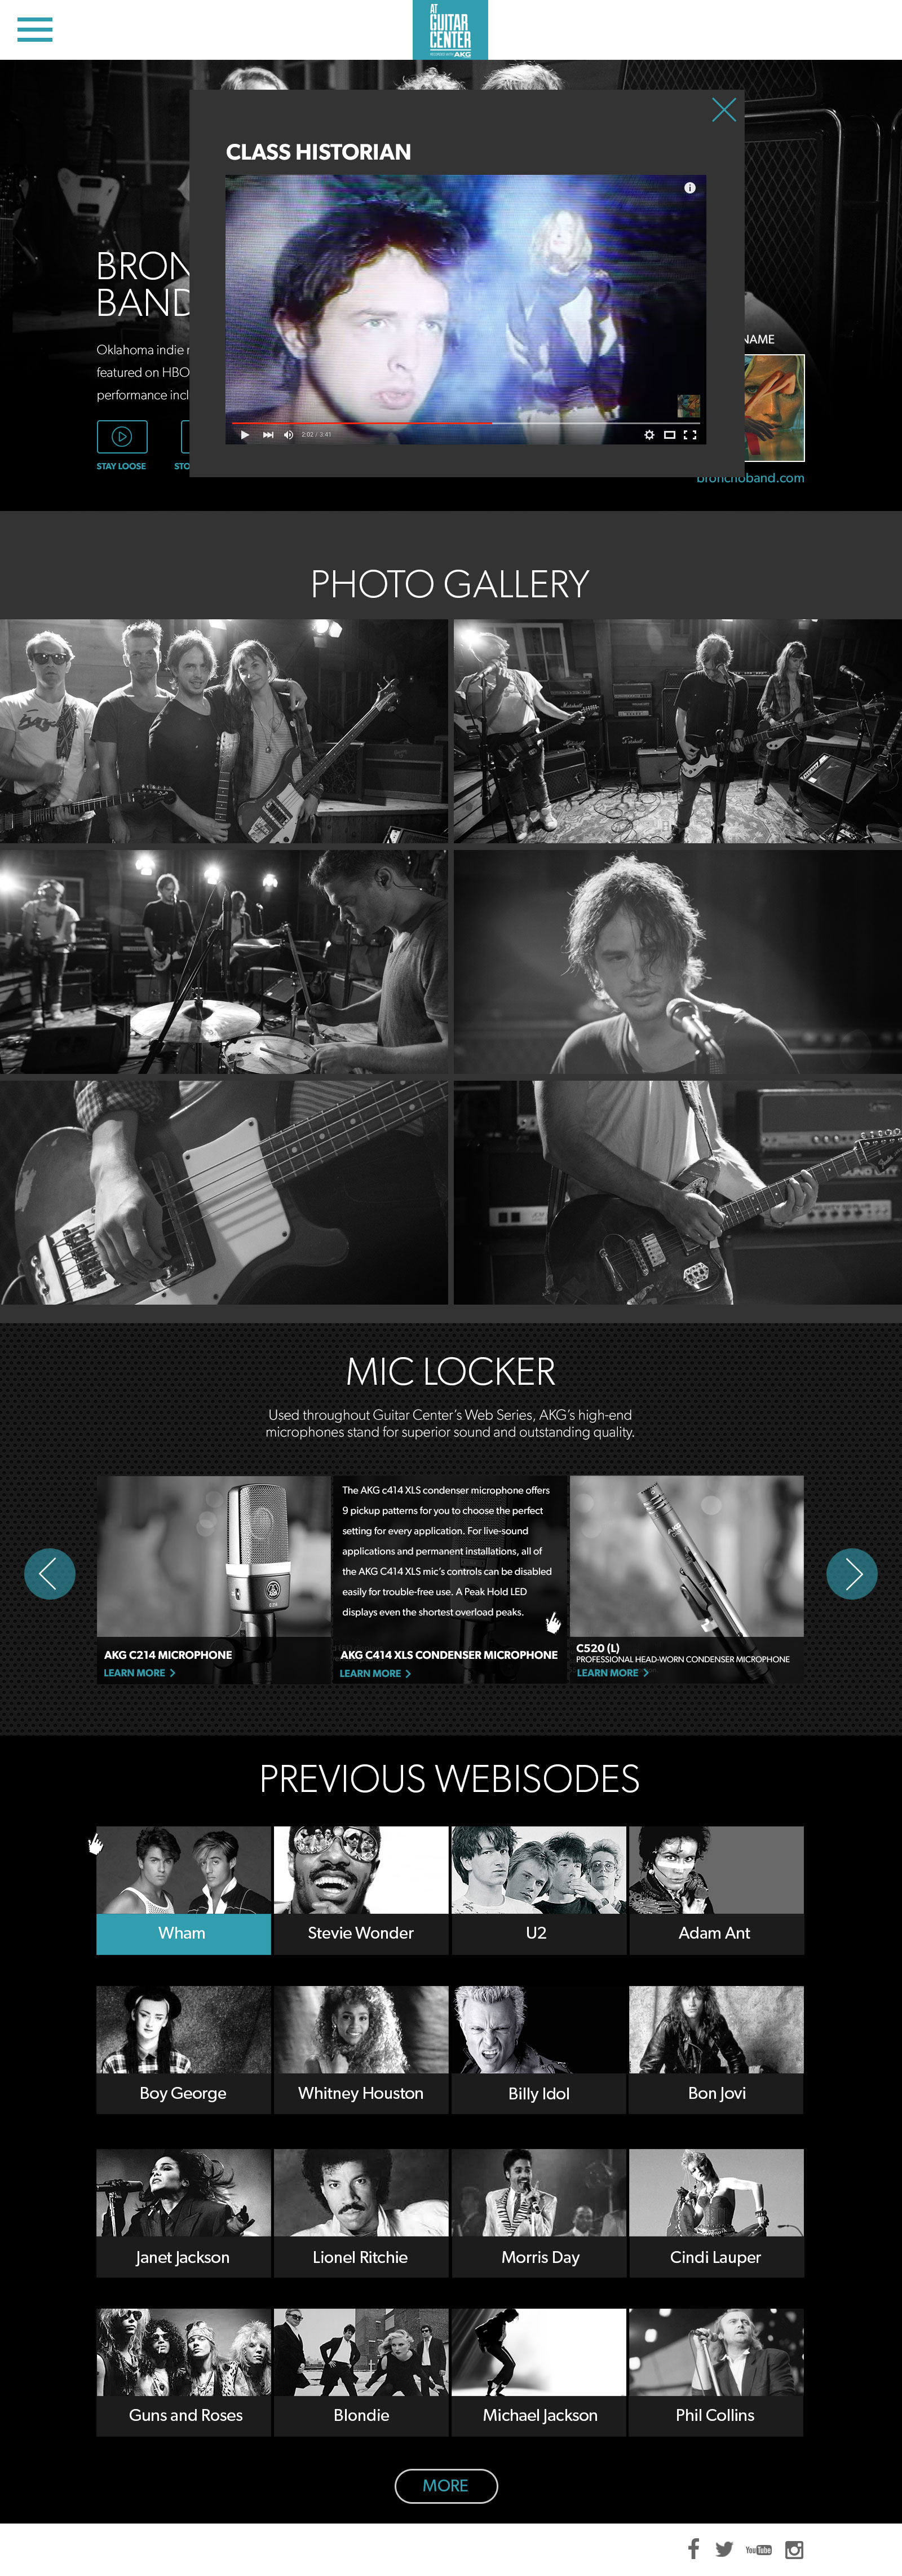 AT
GUITAR
CENTER
RECORDED WITH AKG
CLASS HISTORIAN
2:02 / 3:41
BRON
BAND
Oklahoma indie r
featured on HBO
performance incl
STAY LOOSE
STO
NAME
bronchoband.com
PHOTO GALLERY
Marshall
SOUND CITY
MIC LOCKER
Used throughout Guitar Center's Web Series, AKG's high-end
microphones stand for superior sound and outstanding quality.
The AKG c414 XLS condenser microphone offers
9 pickup patterns for you to choose the perfect
setting for every application. For live-sound
applications and permanent installations, all of
the AKG C414 XLS mic's controls can be disabled
easily for trouble-free use. A Peak Hold LED
displays even the shortest overload peaks.
AKG C214 MICROPHONE
LEARN MORE
AKG C414 XLS CONDENSER MICROPHONE
LEARN MORE
AKG
C520 (L)
PROFESSIONAL HEAD-WORN CONDENSER MICROPHONE
LEARN MORE
PREVIOUS WEBISODES
Wham
Stevie Wonder
U2
Adam Ant
Boy George
Whitney Houston
Billy Idol
Bon Jovi
Janet Jackson
Lionel Ritchie
Morris Day
Cindi Lauper
Guns and Roses
Blondie
Michael Jackson
Phil Collins
MORE
YouTube